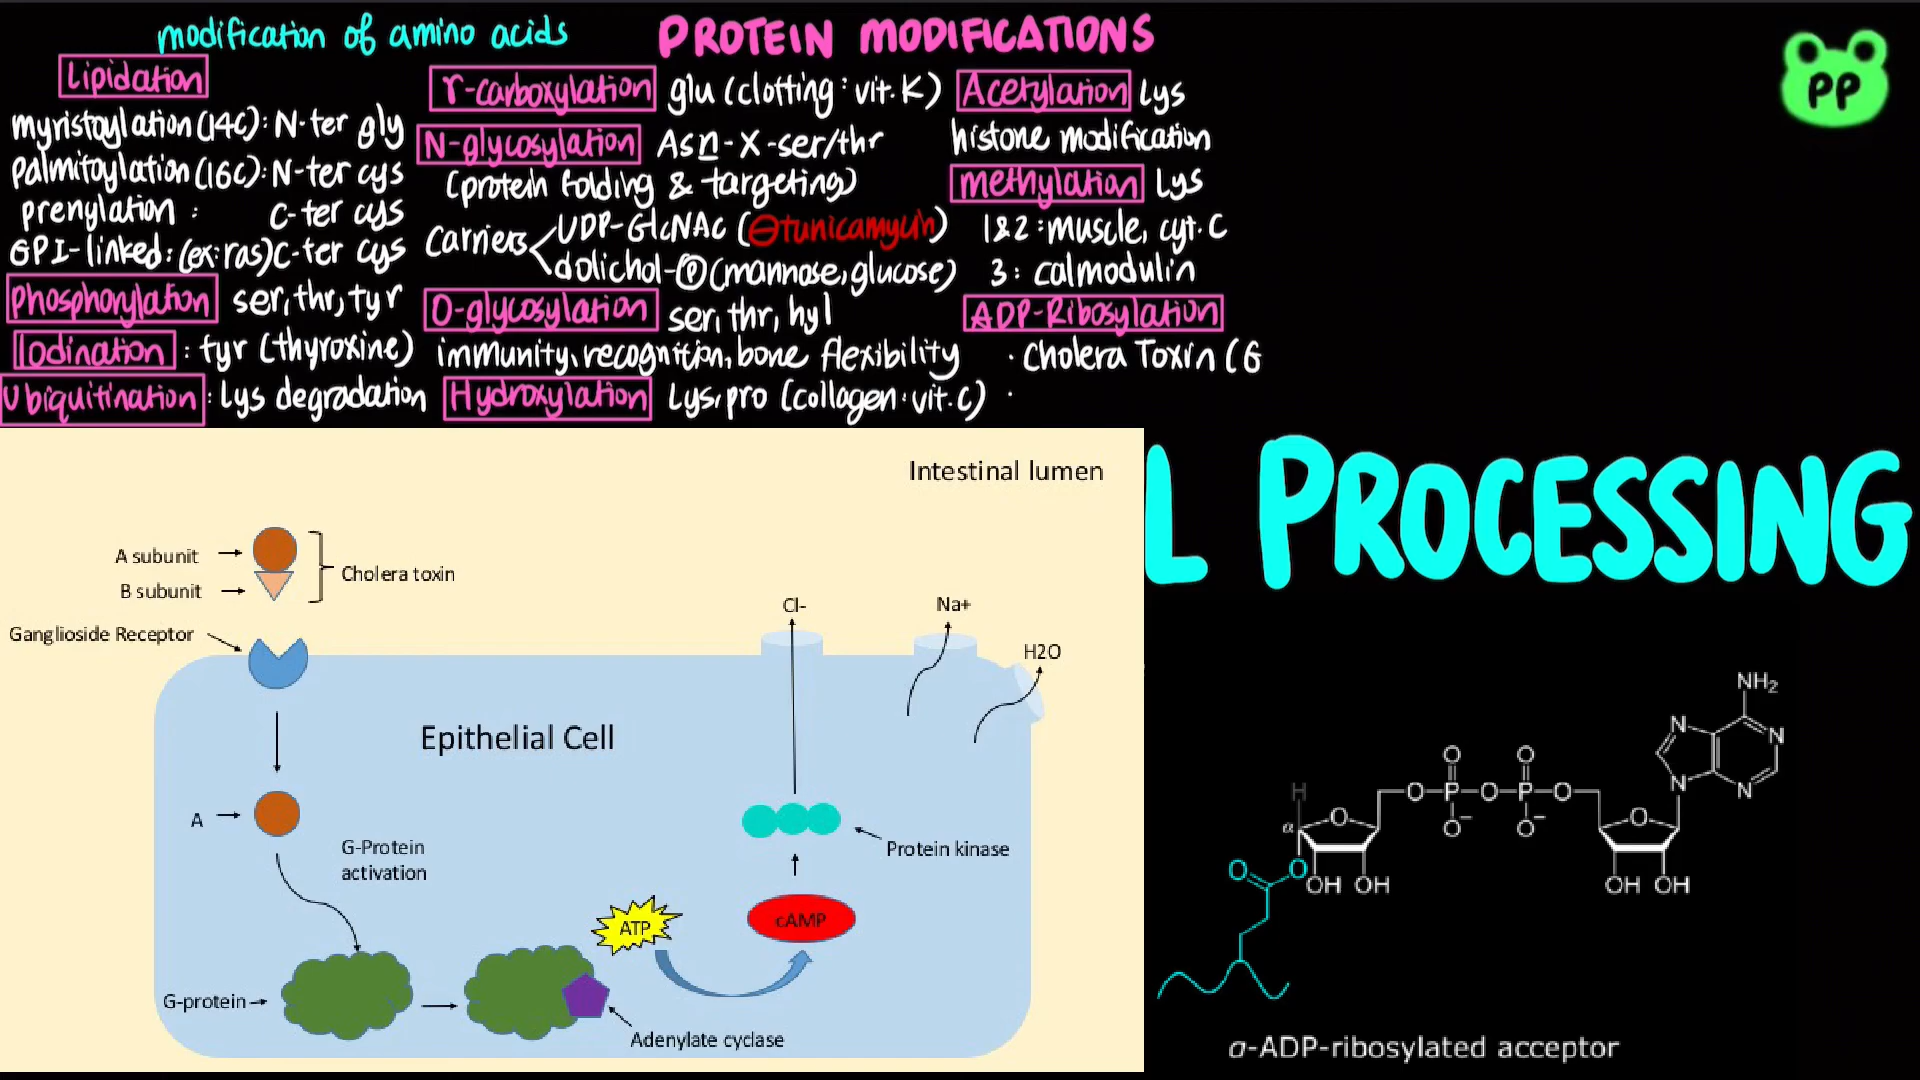 modification of amino acids
PROTEIN MODIFICATIONS
PP
Lipidation
myristoylation (14C): N-ter gly
palmitoylation (16C): N-ter cys
prenylation : C-ter cys
GPI-linked: (ex: ras) C-ter cys
Phosphorylation ser, thr, tyr
Iodination : tyr (thyroxine)
Ubiquitination : Lys degradation
γ-carboxylation glu (clotting: vit. K)
N-glycosylation Asn-X-ser/thr
(protein folding & targeting)
Carriers < UDP-GlcNAc (⊖tunicamycin)
dolichol-Ⓟ (mannose, glucose)
O-glycosylation ser, thr, hyl
immunity, recognition, bone flexibility
Hydroxylation Lys, pro (collagen: vit. C)
Acetylation Lys
histone modification
methylation Lys
1&2: muscle, cyt. C
3: calmodulin
ADP-Ribosylation
· Cholera Toxin (G
·
L PROCESSING
Intestinal lumen
A subunit
B subunit
Cholera toxin
Ganglioside Receptor
Cl-
Na+
H2O
Epithelial Cell
A
G-Protein
activation
Protein kinase
ATP
cAMP
G-protein
Adenylate cyclase
NH2
N N
N N
O O
H O P O P O
α O O
O- O-
O O
OH OH OH OH
α-ADP-ribosylated acceptor